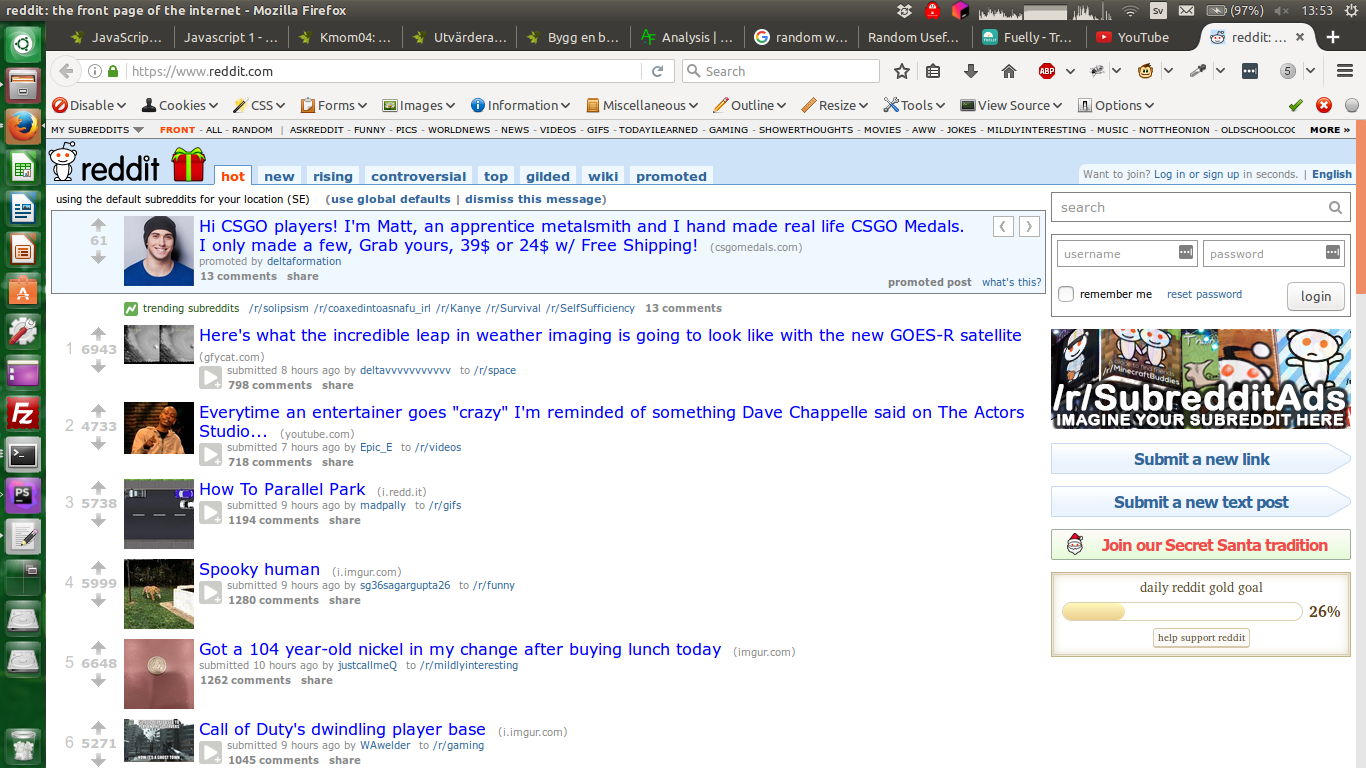 reddit: the front page of the internet - Mozilla Firefox
Sv (97%) 13:53
JavaScrip... Javascript 1 - ... Kmom04: ... Utvärdera... Bygg en b... Analysis | ... random w... Random Usef... Fuelly - Tr... YouTube reddit: ...
https://www.reddit.com Search ABP 5
Disable Cookies CSS Forms Images Information Miscellaneous Outline Resize Tools View Source Options
MY SUBREDDITS FRONT - ALL - RANDOM | ASKREDDIT - FUNNY - PICS - WORLDNEWS - NEWS - VIDEOS - GIFS - TODAYILEARNED - GAMING - SHOWERTHOUGHTS - MOVIES - AWW - JOKES - MILDLYINTERESTING - MUSIC - NOTTHEONION - OLDSCHOOLCOO MORE »
reddit hot new rising controversial top gilded wiki promoted
Want to join? Log in or sign up in seconds. | English
using the default subreddits for your location (SE) (use global defaults | dismiss this message)
61
Hi CSGO players! I'm Matt, an apprentice metalsmith and I hand made real life CSGO Medals.
I only made a few, Grab yours, 39$ or 24$ w/ Free Shipping! (csgomedals.com)
promoted by deltaformation
13 comments share
promoted post what's this?
trending subreddits /r/solipsism /r/coaxedintoasnafu_irl /r/Kanye /r/Survival /r/SelfSufficiency 13 comments
1 6943
Here's what the incredible leap in weather imaging is going to look like with the new GOES-R satellite
(gfycat.com)
submitted 8 hours ago by deltavvvvvvvvvvv to /r/space
798 comments share
2 4733
Everytime an entertainer goes "crazy" I'm reminded of something Dave Chappelle said on The Actors
Studio... (youtube.com)
submitted 7 hours ago by Epic_E to /r/videos
718 comments share
3 5738
How To Parallel Park (i.redd.it)
submitted 9 hours ago by madpally to /r/gifs
1194 comments share
4 5999
Spooky human (i.imgur.com)
submitted 9 hours ago by sg36sagargupta26 to /r/funny
1280 comments share
5 6648
Got a 104 year-old nickel in my change after buying lunch today (imgur.com)
submitted 10 hours ago by justcallmeQ to /r/mildlyinteresting
1262 comments share
6 5271
Call of Duty's dwindling player base (i.imgur.com)
submitted 9 hours ago by WAwelder to /r/gaming
1045 comments share
search
username password
remember me reset password login
/r/MinecraftBuddies
/r/SubredditAds
IMAGINE YOUR SUBREDDIT HERE
Submit a new link
Submit a new text post
Join our Secret Santa tradition
daily reddit gold goal
26%
help support reddit
PS